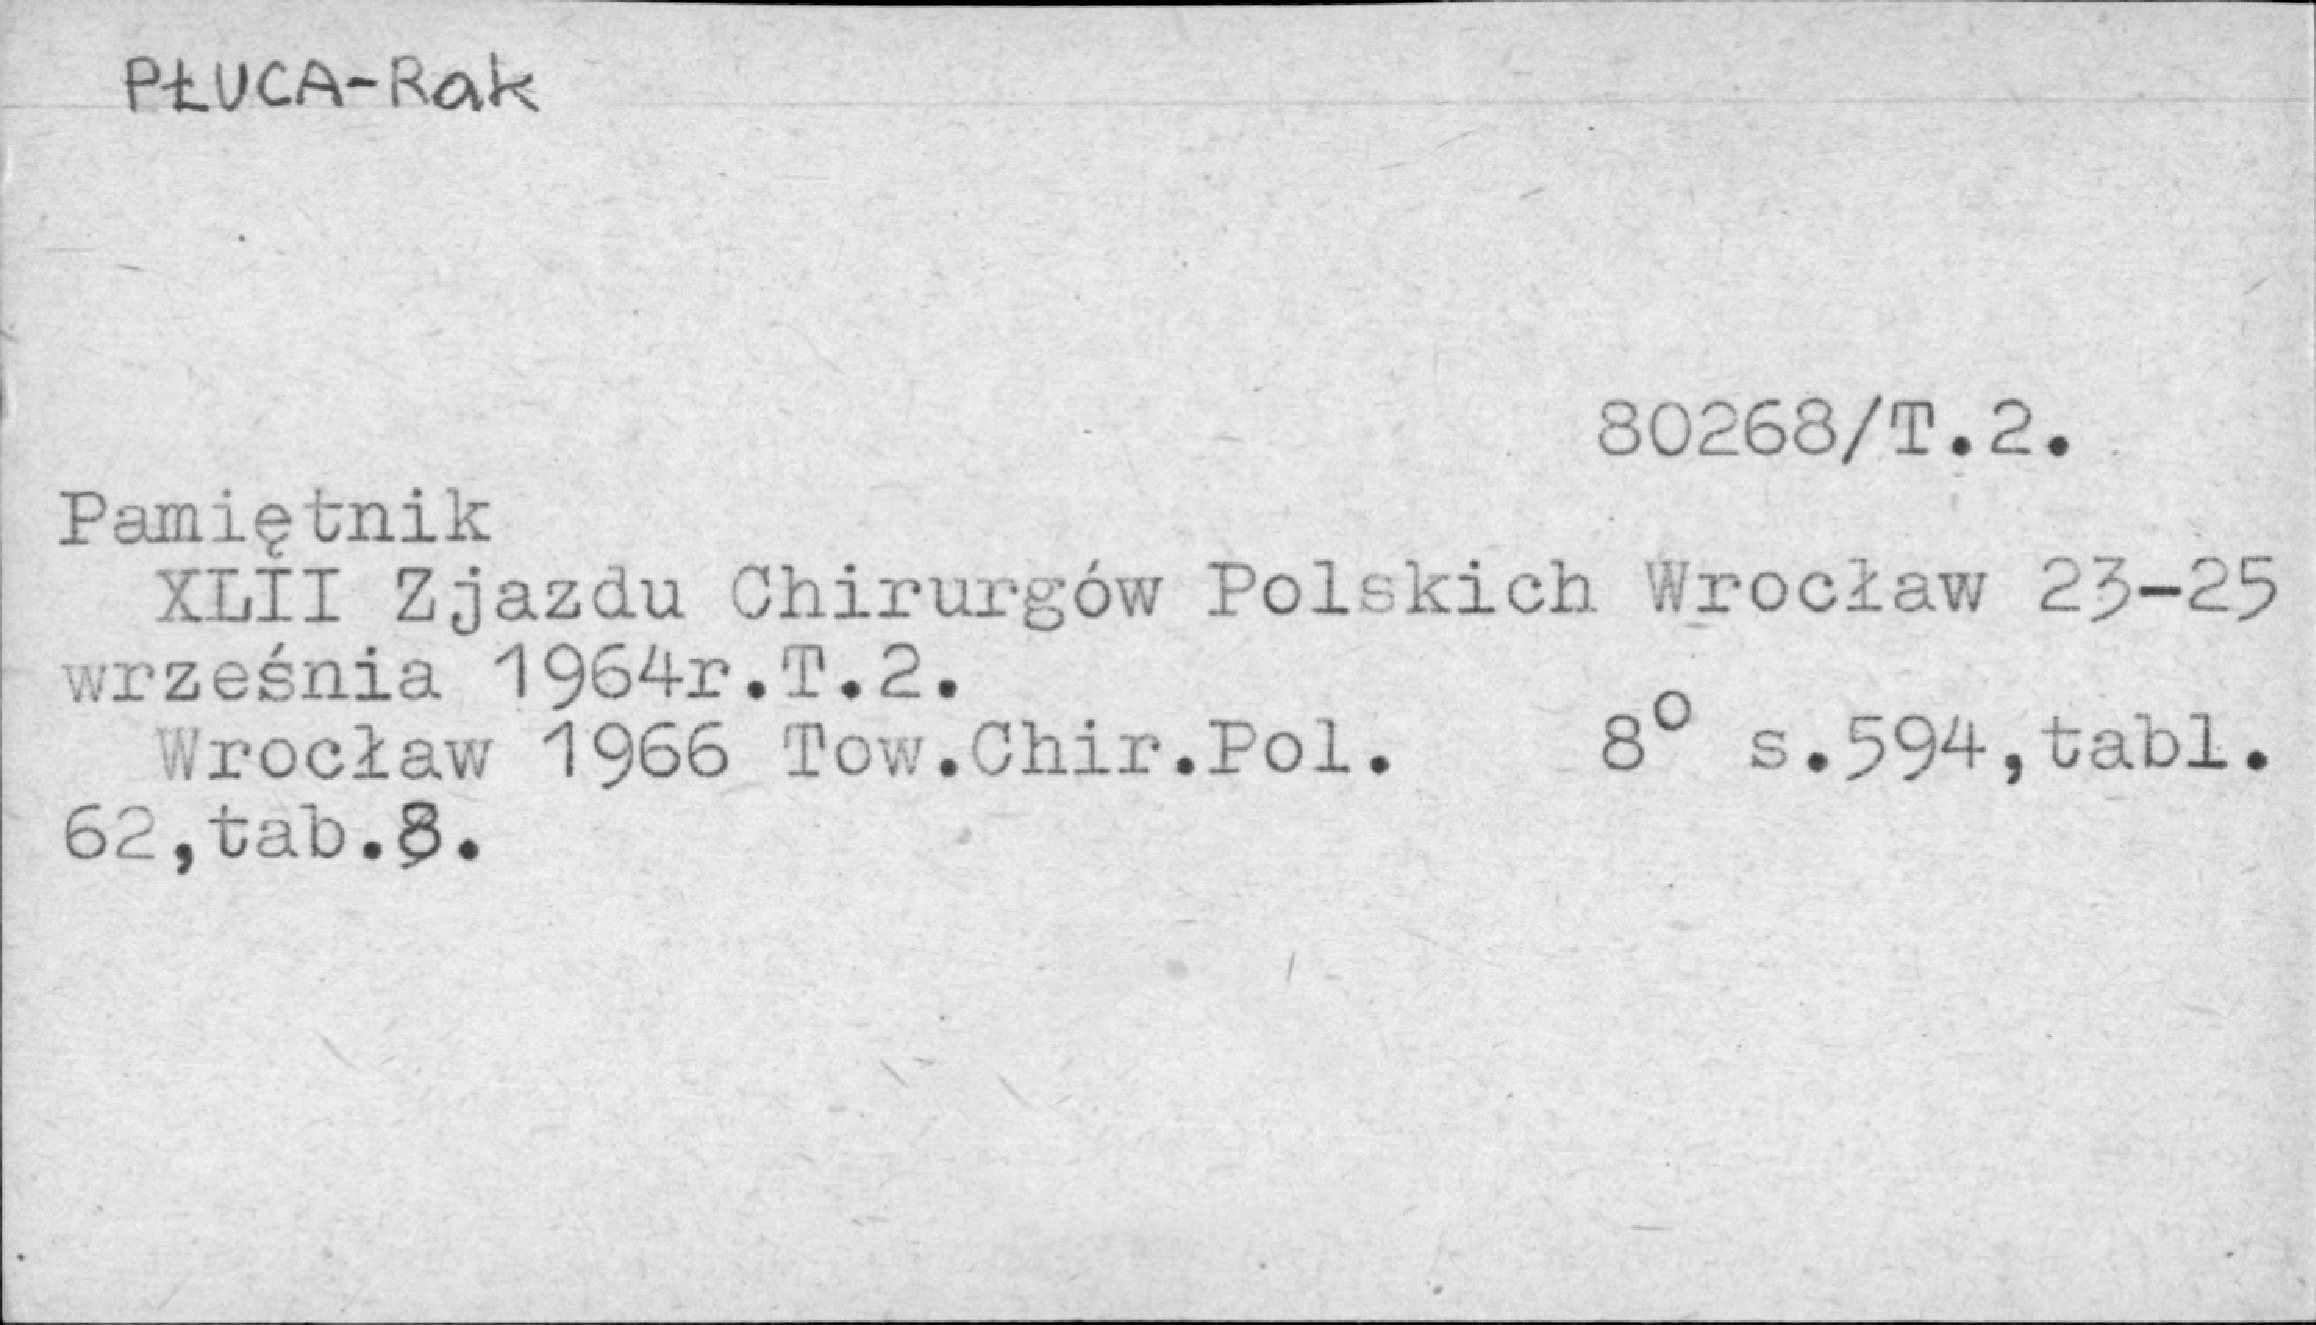 PŁUCA-Rak
80268/T.2.
Pamiętnik
XLII Zjazdu Chirurgów Polskich Wrocław 23-25
września 1964r.T.2.
Wrocław 1966 Tow.Chir.Pol. 8° s.594,tabl.
62,tab.8.